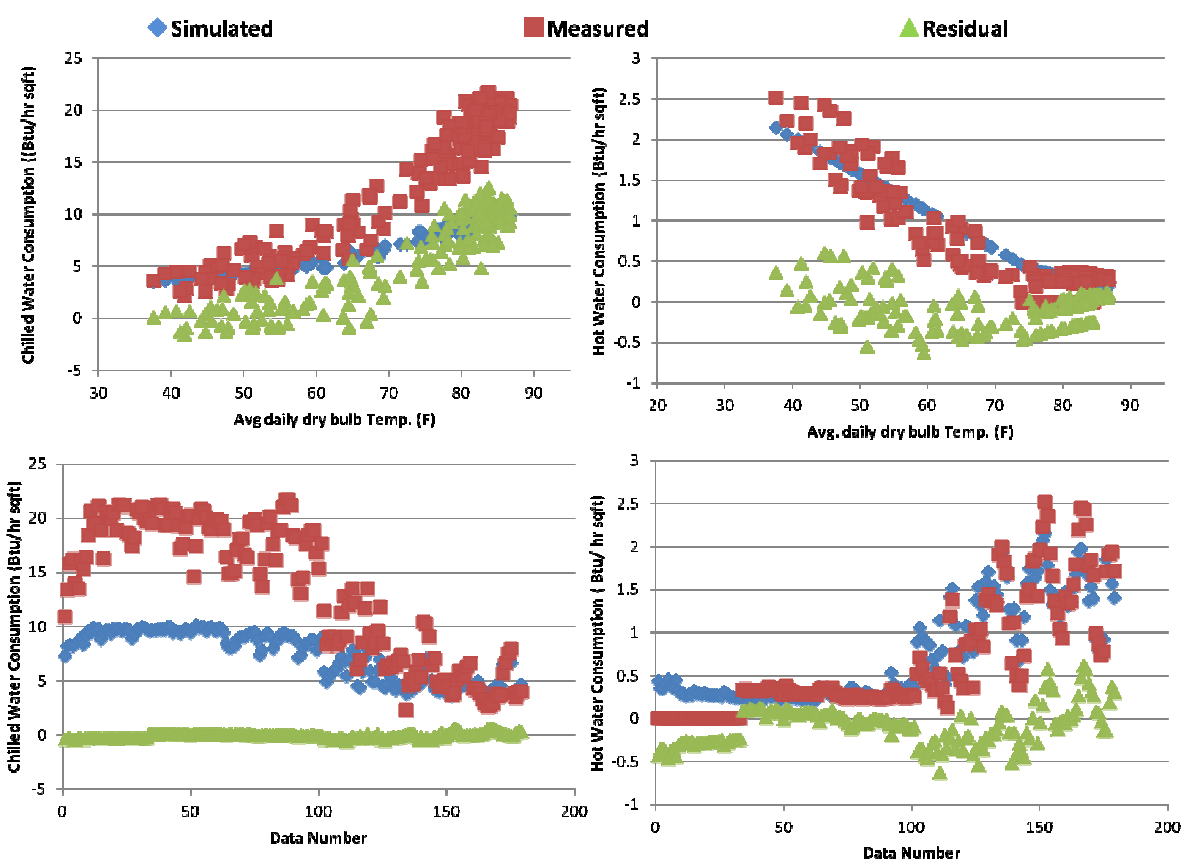 Simulated Measured Residual
Chilled Water Consumption ((Btu/hr sqft)
25
20
15
10
5
0
-5
30 40 50 60 70 80 90
Avg daily dry bulb Temp. (F)
Hot Water Consumption (Btu/hr sqft)
3
2.5
2
1.5
1
0.5
0
-0.5
-1
20 30 40 50 60 70 80 90
Avg. daily dry bulb Temp. (F)
Chilled Water Consumption (Btu/hr sqft)
25
20
15
10
5
0
-5
0 50 100 150 200
Data Number
Hot Water Consumption ( Btu/ hr sqft)
3
2.5
2
1.5
1
0.5
0
-0.5
-1
0 50 100 150 200
Data Number